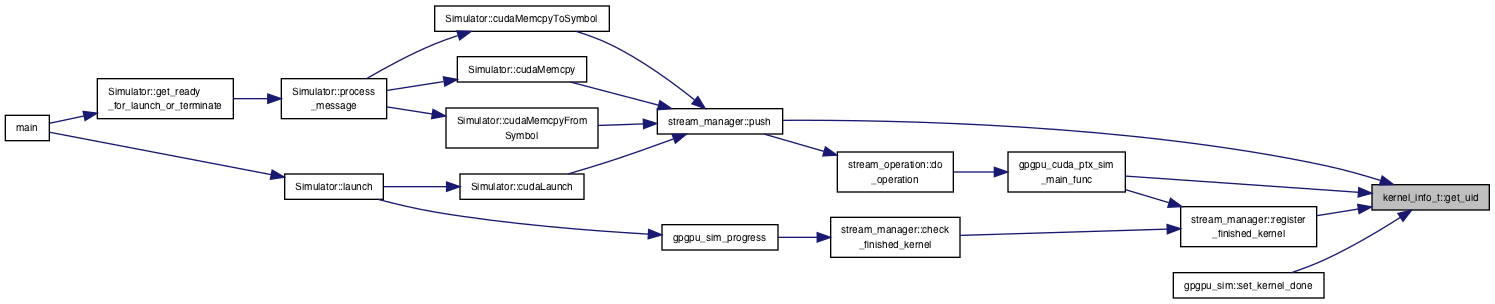 Simulator::cudaMemcpyToSymbol
Simulator::cudaMemcpy
Simulator::get_ready
_for_launch_or_terminate
Simulator::process
_message
main
Simulator::cudaMemcpyFrom
Symbol
stream_manager::push
Simulator::launch
Simulator::cudaLaunch
stream_operation::do
_operation
gpgpu_cuda_ptx_sim
_main_func
kernel_info_t::get_uid
gpgpu_sim_progress
stream_manager::check
_finished_kernel
stream_manager::register
_finished_kernel
gpgpu_sim::set_kernel_done